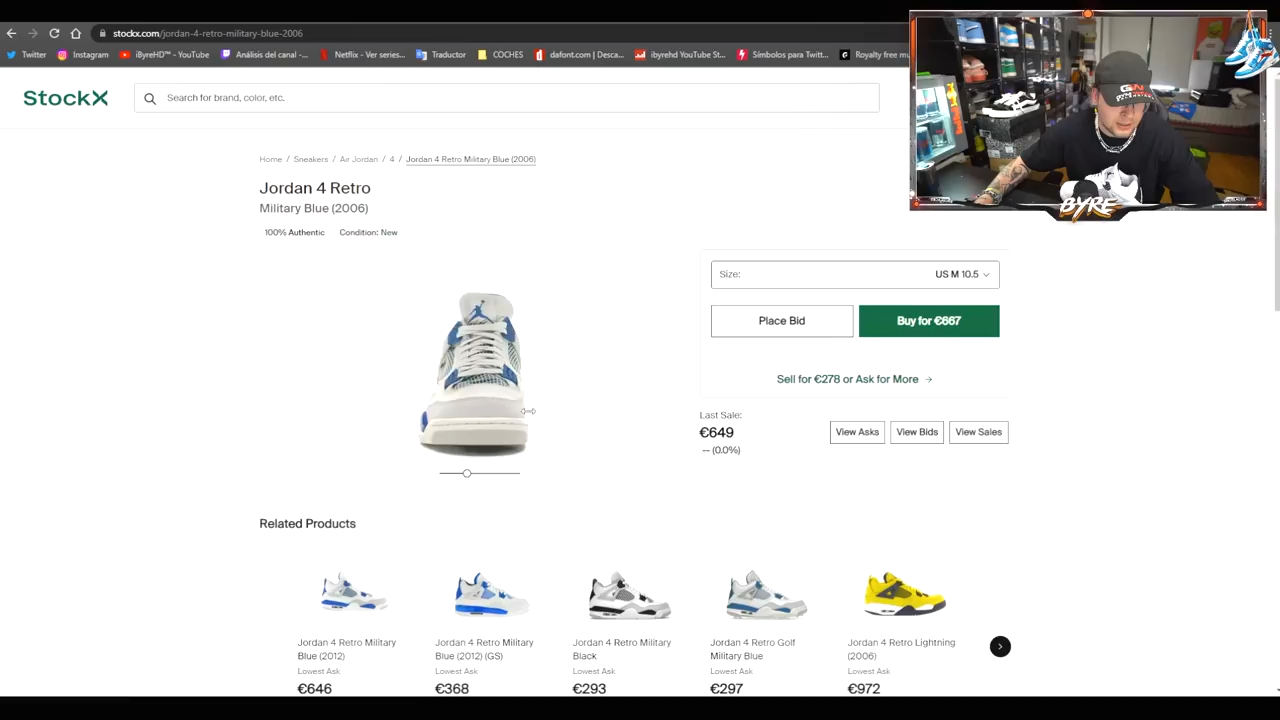 stockx.com/jordan-4-retro-military-blue-2006
Twitter
Instagram
iByreHD™ - YouTube
Análisis del canal -...
Netflix - Ver series...
Traductor
COCHES
dafont.com | Desca...
ibyrehd YouTube St...
Símbolos para Twitt...
Royalty free mu
StockX
Search for brand, color, etc.
BYRE
Home / Sneakers / Air Jordan / 4 / Jordan 4 Retro Military Blue (2006)
Jordan 4 Retro
Military Blue (2006)
100% Authentic
Condition: New
Size:
US M 10.5
Place Bid
Buy for €667
Sell for €278 or Ask for More →
Last Sale:
€649
-- (0.0%)
View Asks
View Bids
View Sales
Related Products
Jordan 4 Retro Military
Blue (2012)
Lowest Ask
€646
Jordan 4 Retro Military
Blue (2012) (GS)
Lowest Ask
€368
Jordan 4 Retro Military
Black
Lowest Ask
€293
Jordan 4 Retro Golf
Military Blue
Lowest Ask
€297
Jordan 4 Retro Lightning
(2006)
Lowest Ask
€972